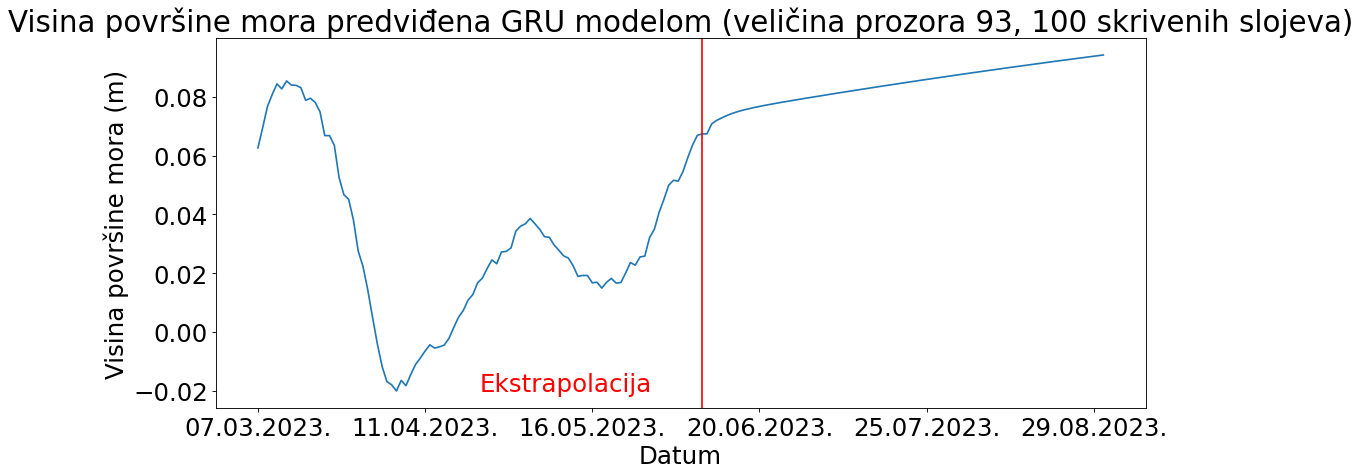 Visina površine mora predviđena GRU modelom (veličina prozora 93, 100 skrivenih slojeva)
Visina površine mora (m)
0.08
0.06
0.04
0.02
0.00
−0.02
Ekstrapolacija
07.03.2023. 11.04.2023. 16.05.2023. 20.06.2023. 25.07.2023. 29.08.2023.
Datum